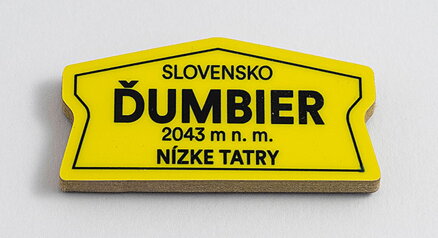 SLOVENSKO
ĎUMBIER
2043 m n. m.
NÍZKE TATRY